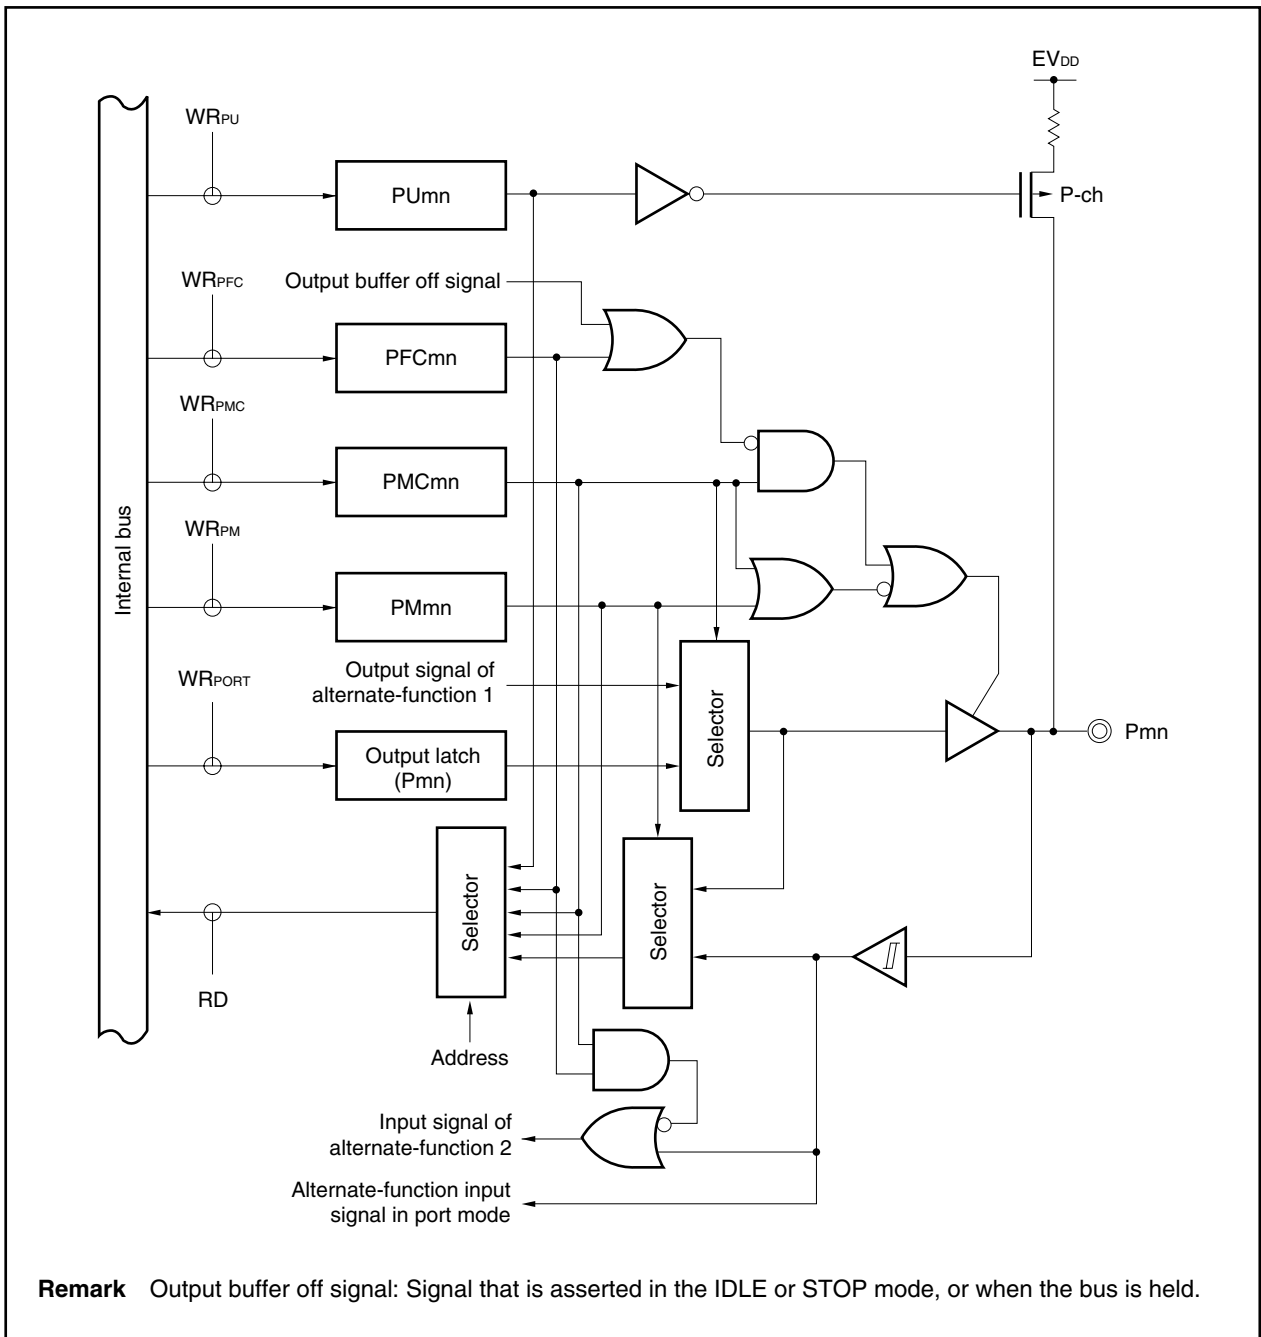 EVDD
WRPU
PUmn
P-ch
WRPFC
Output buffer off signal
PFCmn
WRPMC
PMCmn
Internal bus
WRPM
PMmn
Output signal of
alternate-function 1
WRPORT
Selector
Output latch
(Pmn)
Pmn
Selector
Selector
RD
Address
Input signal of
alternate-function 2
Alternate-function input
signal in port mode
Remark Output buffer off signal: Signal that is asserted in the IDLE or STOP mode, or when the bus is held.